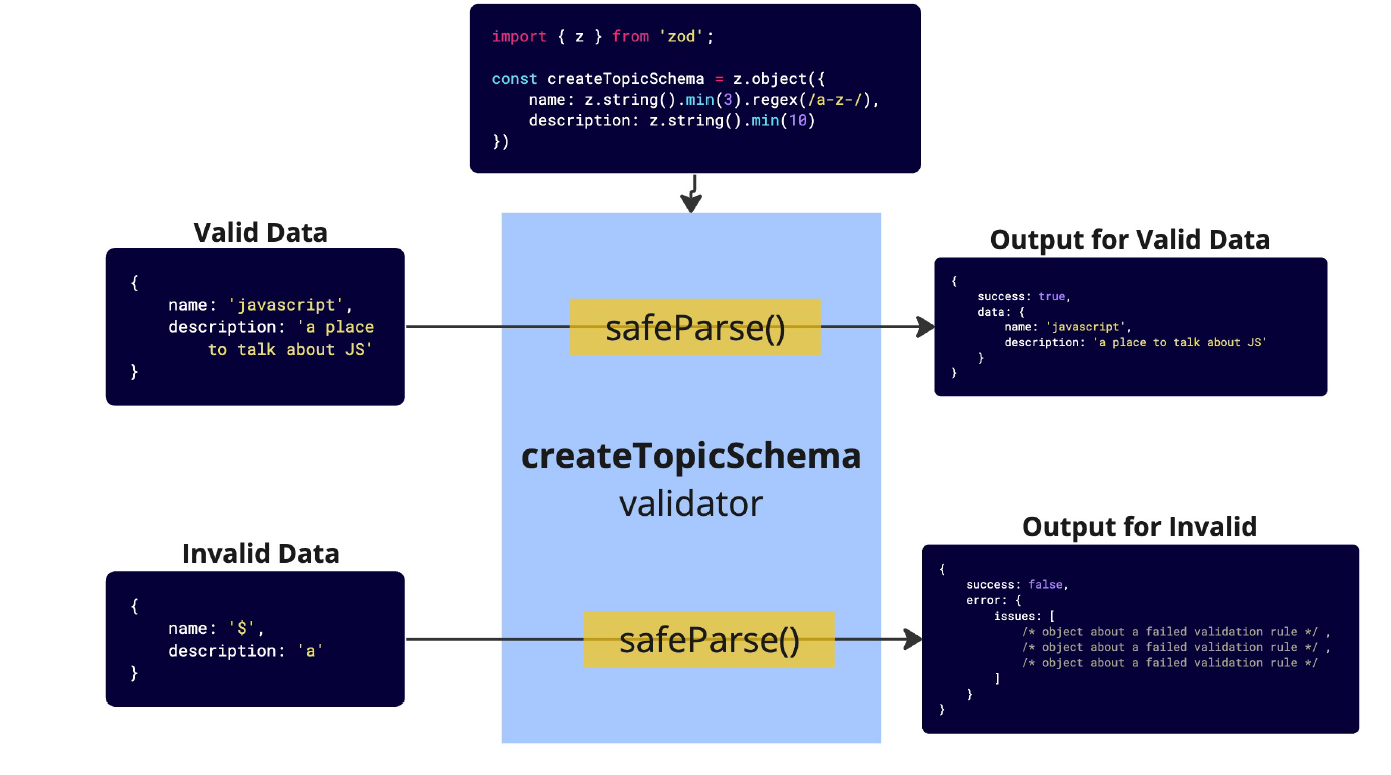 import { z } from 'zod';
const createTopicSchema = z.object({
    name: z.string().min(3).regex(/a-z-/),
    description: z.string().min(10)
})
Valid Data
{
    name: 'javascript',
    description: 'a place
        to talk about JS'
}
safeParse()
Output for Valid Data
{
    success: true,
    data: {
        name: 'javascript',
        description: 'a place to talk about JS'
    }
}
createTopicSchema
validator
Invalid Data
{
    name: '$',
    description: 'a'
}
safeParse()
Output for Invalid
{
    success: false,
    error: {
        issues: [
            /* object about a failed validation rule */ ,
            /* object about a failed validation rule */ ,
            /* object about a failed validation rule */
        ]
    }
}